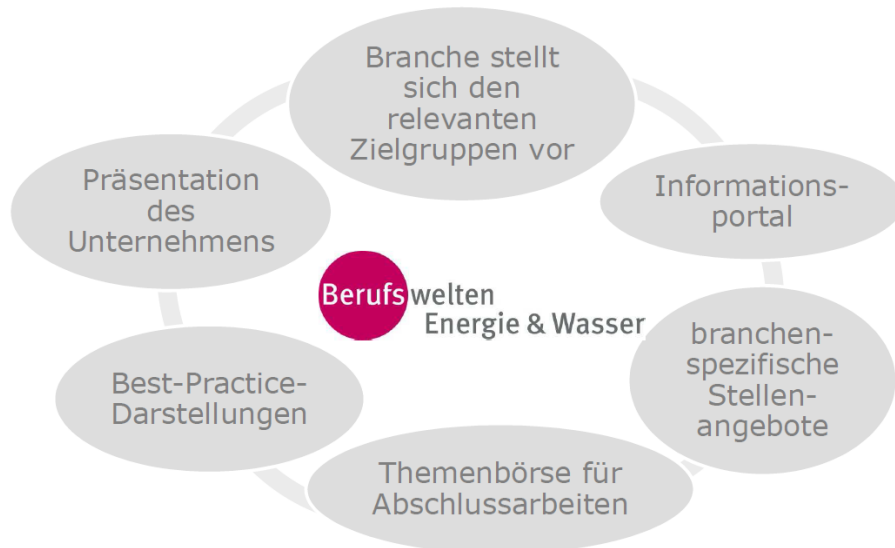 Branche stellt
sich den
relevanten
Zielgruppen vor
Informations-
portal
branchen-
spezifische
Stellen-
angebote
Themenbörse für
Abschlussarbeiten
Best-Practice-
Darstellungen
Präsentation
des
Unternehmens
Berufswelten
Energie & Wasser